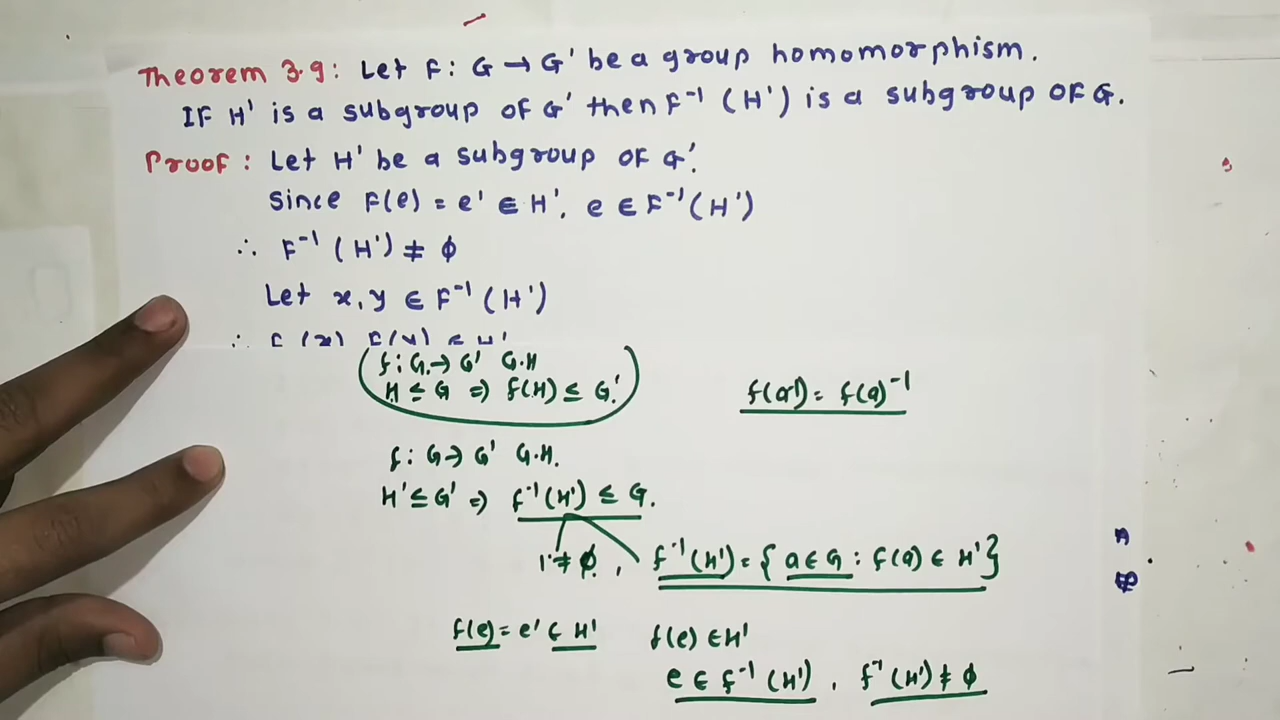 Theorem 3.9: Let F: G → G' be a group homomorphism.
IF H' is a subgroup of G' then F⁻¹ (H') is a subgroup of G.
Proof: Let H' be a subgroup of G'.
Since F(e) = e' ∈ H', e ∈ F⁻¹(H')
∴ F⁻¹ (H') ≠ ϕ
Let x, y ∈ F⁻¹ (H')
∴ F(x) F(y) ∈ H'
f: G → G' G.H
H ≤ G ⇒ f(H) ≤ G'.
f(a⁻¹) = f(a)⁻¹
f: G → G' G.H.
H' ≤ G' ⇒ f⁻¹(H') ≤ G.
≠ ϕ. , f⁻¹(H') = { a ∈ G : f(a) ∈ H' }
f(e) = e' ∈ H' f(e) ∈ H'
e ∈ f⁻¹ (H') , f⁻¹(H') ≠ ϕ